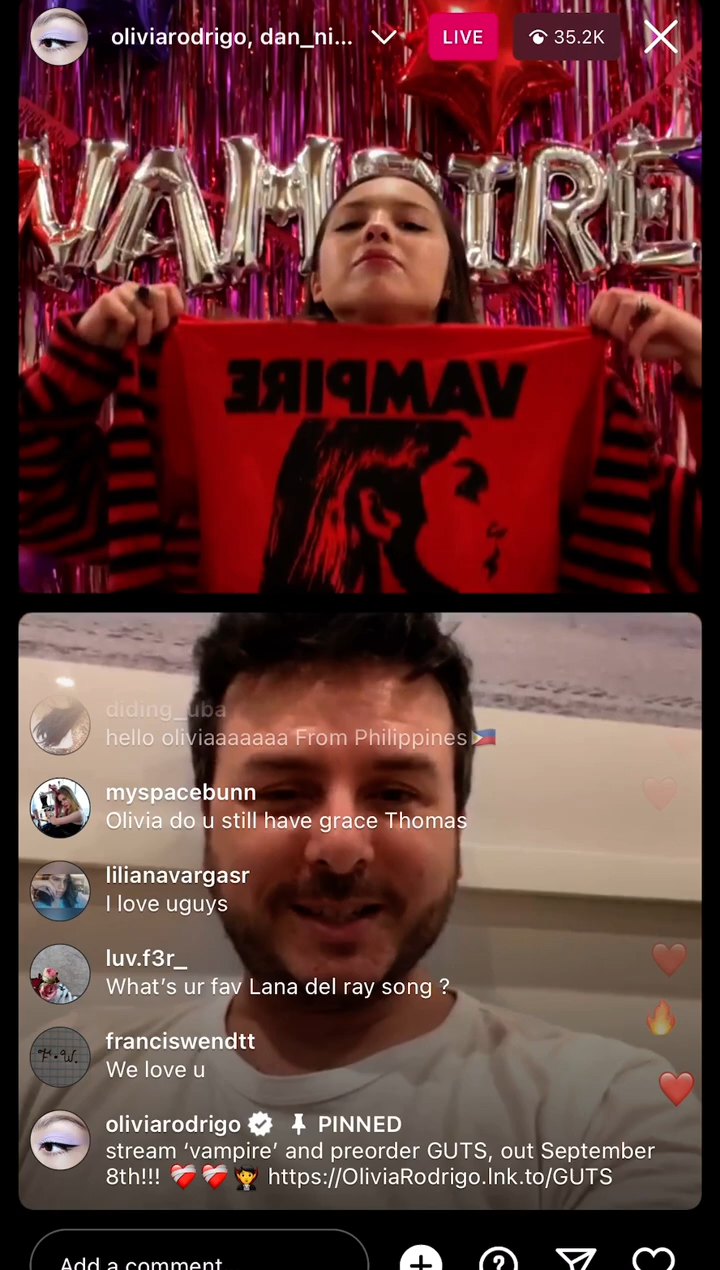 oliviarodrigo, dan_ni...
LIVE
35.2K
VAMPIRE
VAMPIRE
diding_uba
hello oliviaaaaaaa From Philippines🇵🇭
myspacebunn
Olivia do u still have grace Thomas
lilianavargasr
I love uguys
luv.f3r_
What’s ur fav Lana del ray song ?
franciswendtt
We love u
oliviarodrigo PINNED
stream ‘vampire’ and preorder GUTS, out September
8th!!! ❤️‍🩹❤️‍🩹🧛 https://OliviaRodrigo.lnk.to/GUTS
Add a comment